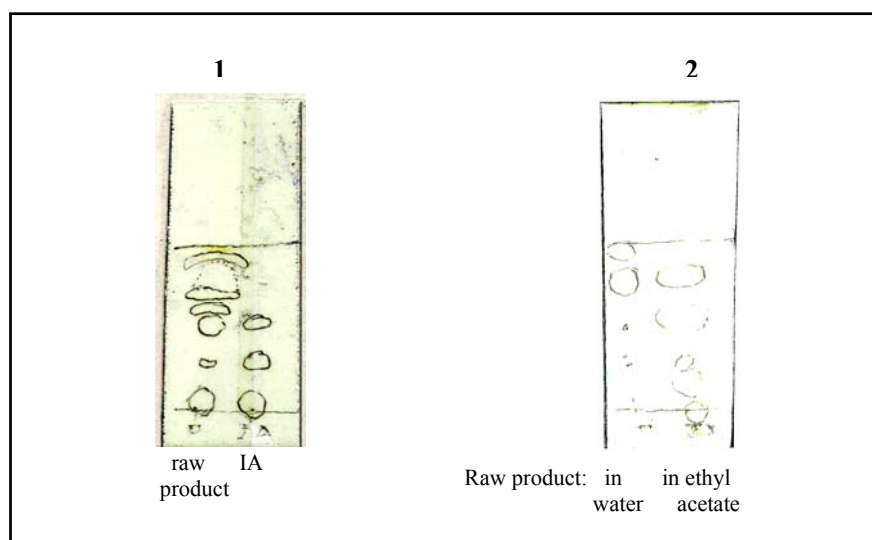 1
2
raw IA
product
Raw product: in in ethyl
water acetate